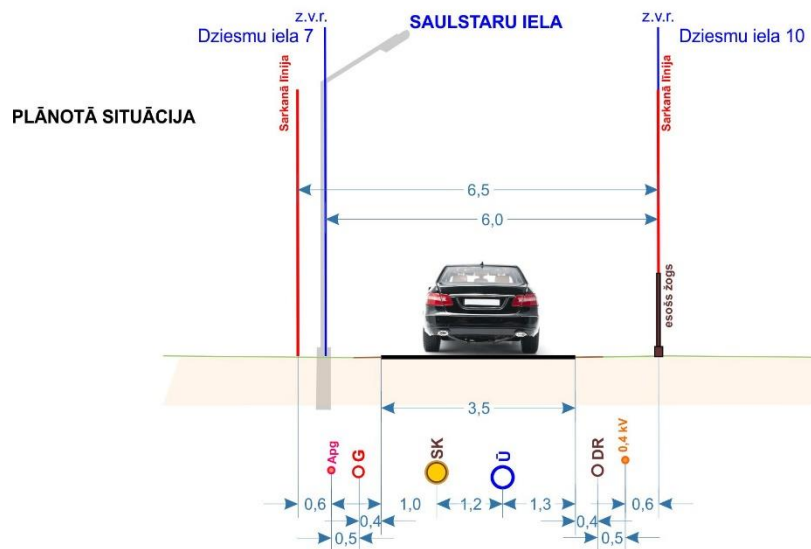 z.v.r.
Dziesmu iela 7
SAULSTARU IELA
z.v.r.
Dziesmu iela 10
PLĀNOTĀ SITUĀCIJA
Sarkanā līnija
Sarkanā līnija
6,5
6,0
esošs žogs
3,5
Apg
G
SK
Ū
DR
0,4 kV
0,6
1,0
1,2
1,3
0,6
0,4
0,4
0,5
0,5